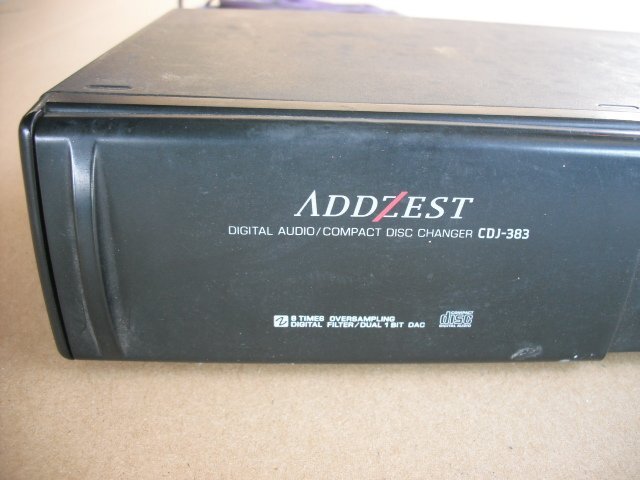 ADDZEST
DIGITAL AUDIO/COMPACT DISC CHANGER CDJ-383
8 TIMES OVERSAMPLING
DIGITAL FILTER/DUAL 1 BIT DAC
COMPACT
disc
DIGITAL AUDIO